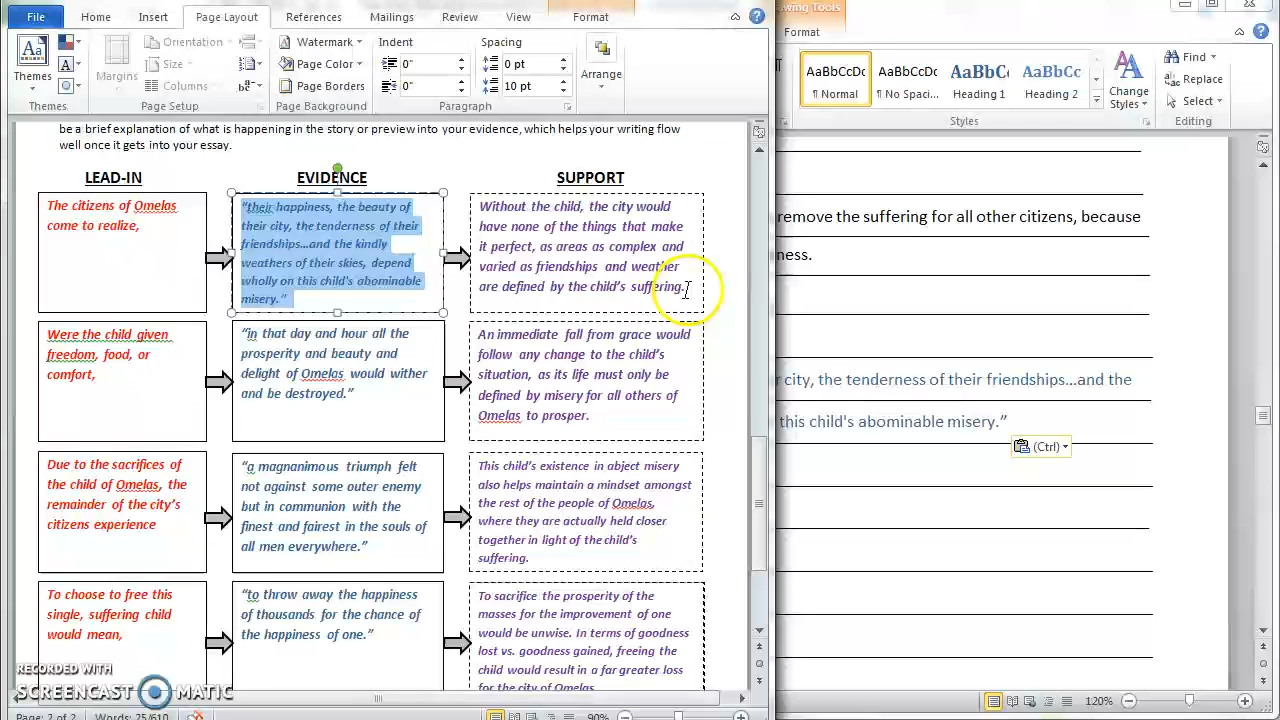 File
Home
Insert
Page Layout
References
Mailings
Review
View
Format
Themes
Margins
Orientation
Size
Columns
Watermark
Page Color
Page Borders
Indent
0"
0"
Spacing
0 pt
10 pt
Arrange
Themes
Page Setup
Page Background
Paragraph
brief explanation of what is happening in the story or preview into your evidence, which helps your writing flow
well once it gets into your essay.
LEAD-IN
EVIDENCE
SUPPORT
The citizens of Omelas
come to realize,
“their happiness, the beauty of
their city, the tenderness of their
friendships...and the kindly
weathers of their skies, depend
wholly on this child's abominable
misery.”
Without the child, the city would
have none of the things that make
it perfect, as areas as complex and
varied as friendships and weather
are defined by the child’s suffering.
Were the child given
freedom, food, or
comfort,
“in that day and hour all the
prosperity and beauty and
delight of Omelas would wither
and be destroyed.”
An immediate fall from grace would
follow any change to the child’s
situation, as its life must only be
defined by misery for all others of
Omelas to prosper.
Due to the sacrifices of
the child of Omelas, the
remainder of the city’s
citizens experience
“a magnanimous triumph felt
not against some outer enemy
but in communion with the
finest and fairest in the souls of
all men everywhere.”
This child’s existence in abject misery
also helps maintain a mindset amongst
the rest of the people of Omelas,
where they are actually held closer
together in light of the child’s
suffering.
To choose to free this
single, suffering child
would mean,
“to throw away the happiness
of thousands for the chance of
the happiness of one.”
To sacrifice the prosperity of the
masses for the improvement of one
would be unwise. In terms of goodness
lost vs. goodness gained, freeing the
child would result in a far greater loss
for the city of Omelas.
RECORDED WITH
SCREENCAST MATIC
Page: 2 of 2
Words: 25/610
90%
Tools
Format
AaBbCcDc
¶ Normal
AaBbCcDc
¶ No Spaci...
AaBbC
Heading 1
AaBbCc
Heading 2
Change
Styles
Find
Replace
Select
Styles
Editing
remove the suffering for all other citizens, because
ness.
r city, the tenderness of their friendships...and the
this child's abominable misery.”
(Ctrl)
120%